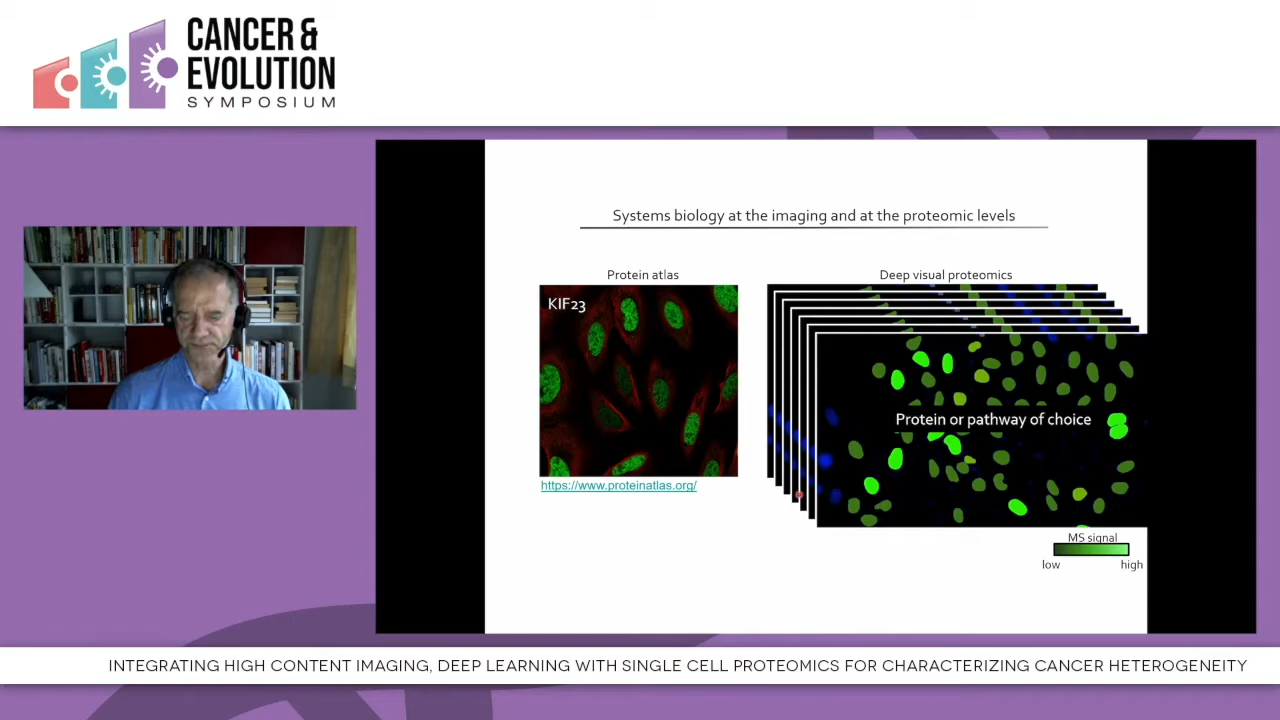 CANCER &
EVOLUTION
SYMPOSIUM
Systems biology at the imaging and at the proteomic levels
Protein atlas
Deep visual proteomics
KIF23
Protein or pathway of choice
https://www.proteinatlas.org/
MS signal
low high
INTEGRATING HIGH CONTENT IMAGING, DEEP LEARNING WITH SINGLE CELL PROTEOMICS FOR CHARACTERIZING CANCER HETEROGENEITY